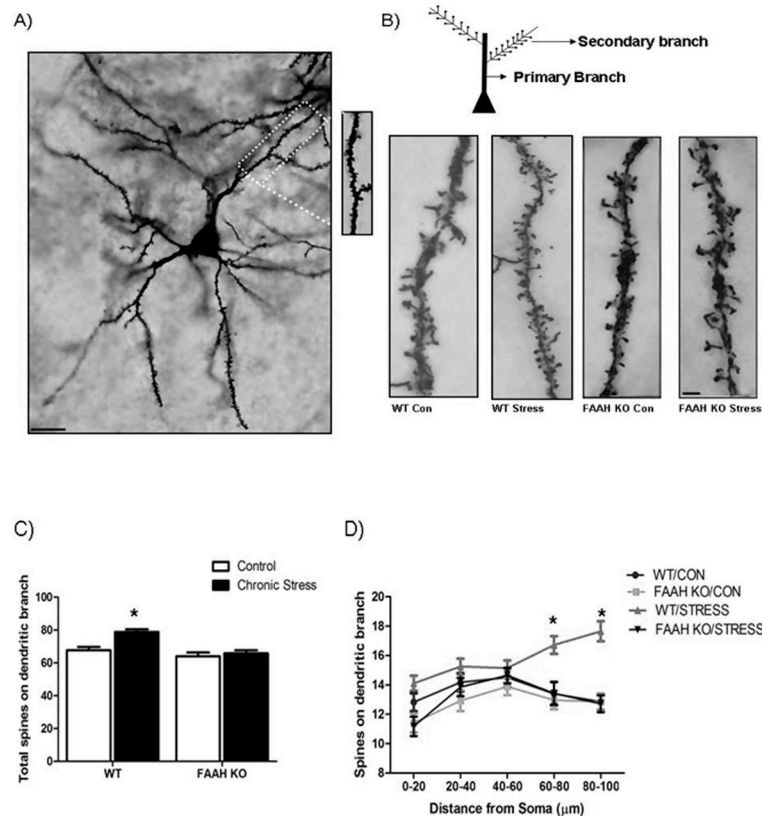 A)
B)
Secondary branch
Primary Branch
WT Con
WT Stress
FAAH KO Con
FAAH KO Stress
C)
Control
Chronic Stress
Total spines on dendritic branch
100
80
60
40
20
0
*
WT
FAAH KO
D)
WT/CON
FAAH KO/CON
WT/STRESS
FAAH KO/STRESS
Spines on dendritic branch
20
18
16
14
12
10
8
*
*
0-20
20-40
40-60
60-80
80-100
Distance from Soma (μm)